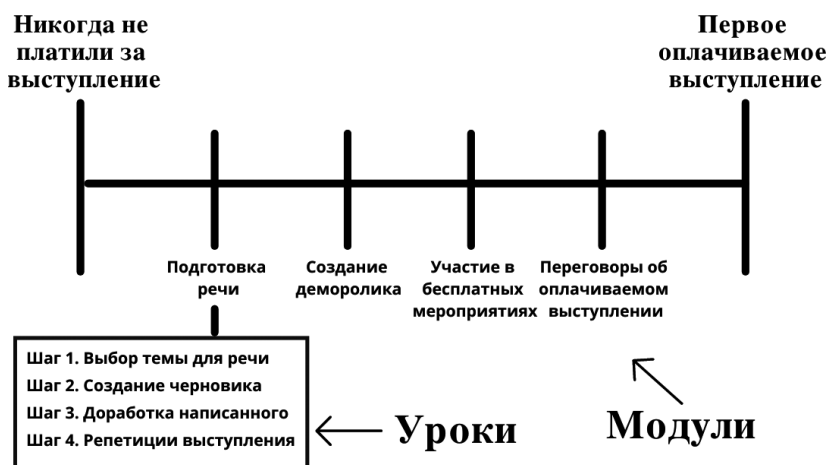 Никогда не
платили за
выступление
Первое
оплачиваемое
выступление
Подготовка
речи
Создание
деморолика
Участие в
бесплатных
мероприятиях
Переговоры об
оплачиваемом
выступлении
Шаг 1. Выбор темы для речи
Шаг 2. Создание черновика
Шаг 3. Доработка написанного
Шаг 4. Репетиции выступления
Уроки
Модули